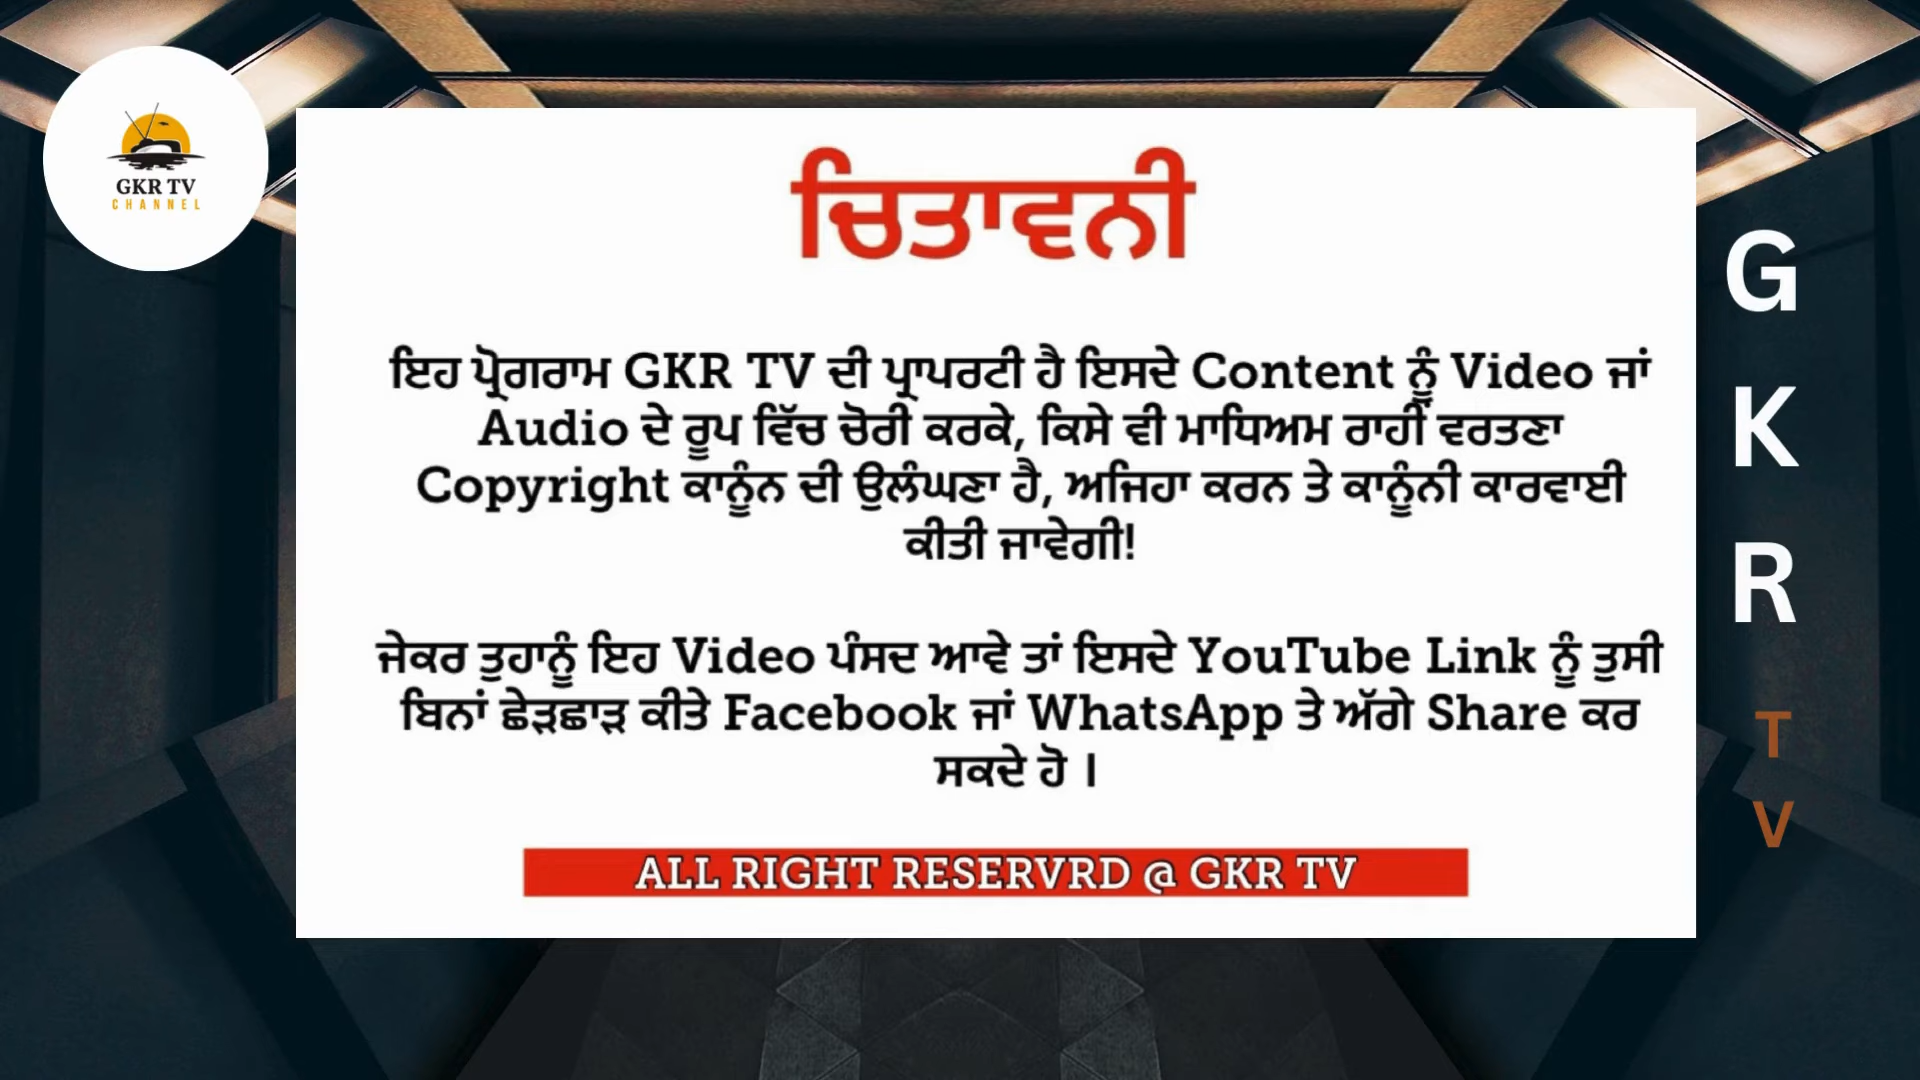 GKR TV
CHANNEL
ਚਿਤਾਵਨੀ
ਇਹ ਪ੍ਰੋਗਰਾਮ GKR TV ਦੀ ਪ੍ਰਾਪਰਟੀ ਹੈ ਇਸਦੇ Content ਨੂੰ Video ਜਾਂ
Audio ਦੇ ਰੂਪ ਵਿੱਚ ਚੋਰੀ ਕਰਕੇ, ਕਿਸੇ ਵੀ ਮਾਧਿਅਮ ਰਾਹੀਂ ਵਰਤਣਾ
Copyright ਕਾਨੂੰਨ ਦੀ ਉਲੰਘਣਾ ਹੈ, ਅਜਿਹਾ ਕਰਨ ਤੇ ਕਾਨੂੰਨੀ ਕਾਰਵਾਈ
ਕੀਤੀ ਜਾਵੇਗੀ!
ਜੇਕਰ ਤੁਹਾਨੂੰ ਇਹ Video ਪੰਸਦ ਆਵੇ ਤਾਂ ਇਸਦੇ YouTube Link ਨੂੰ ਤੁਸੀ
ਬਿਨਾਂ ਛੇੜਛਾੜ ਕੀਤੇ Facebook ਜਾਂ WhatsApp ਤੇ ਅੱਗੇ Share ਕਰ
ਸਕਦੇ ਹੋ ।
ALL RIGHT RESERVRD @ GKR TV
G
K
R
T
V